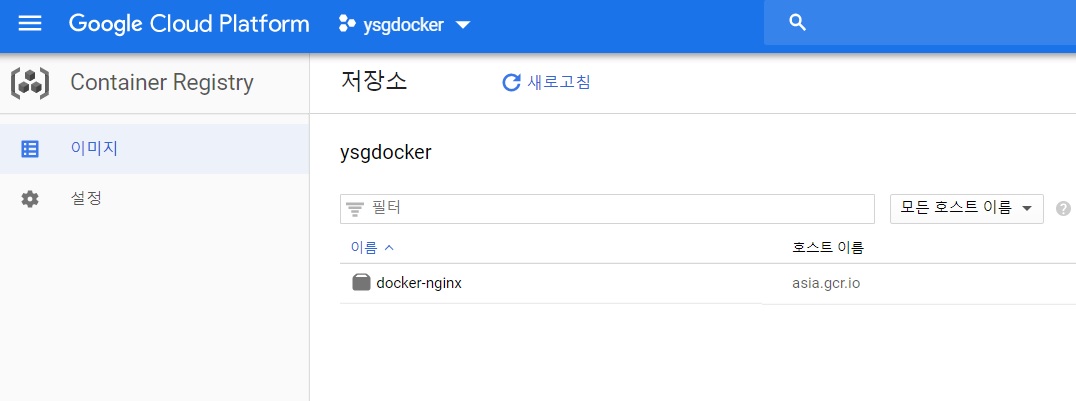 Google Cloud Platform ysgdocker
Container Registry
저장소 새로고침
이미지
설정
ysgdocker
필터 모든 호스트 이름
이름 호스트 이름
docker-nginx asia.gcr.io